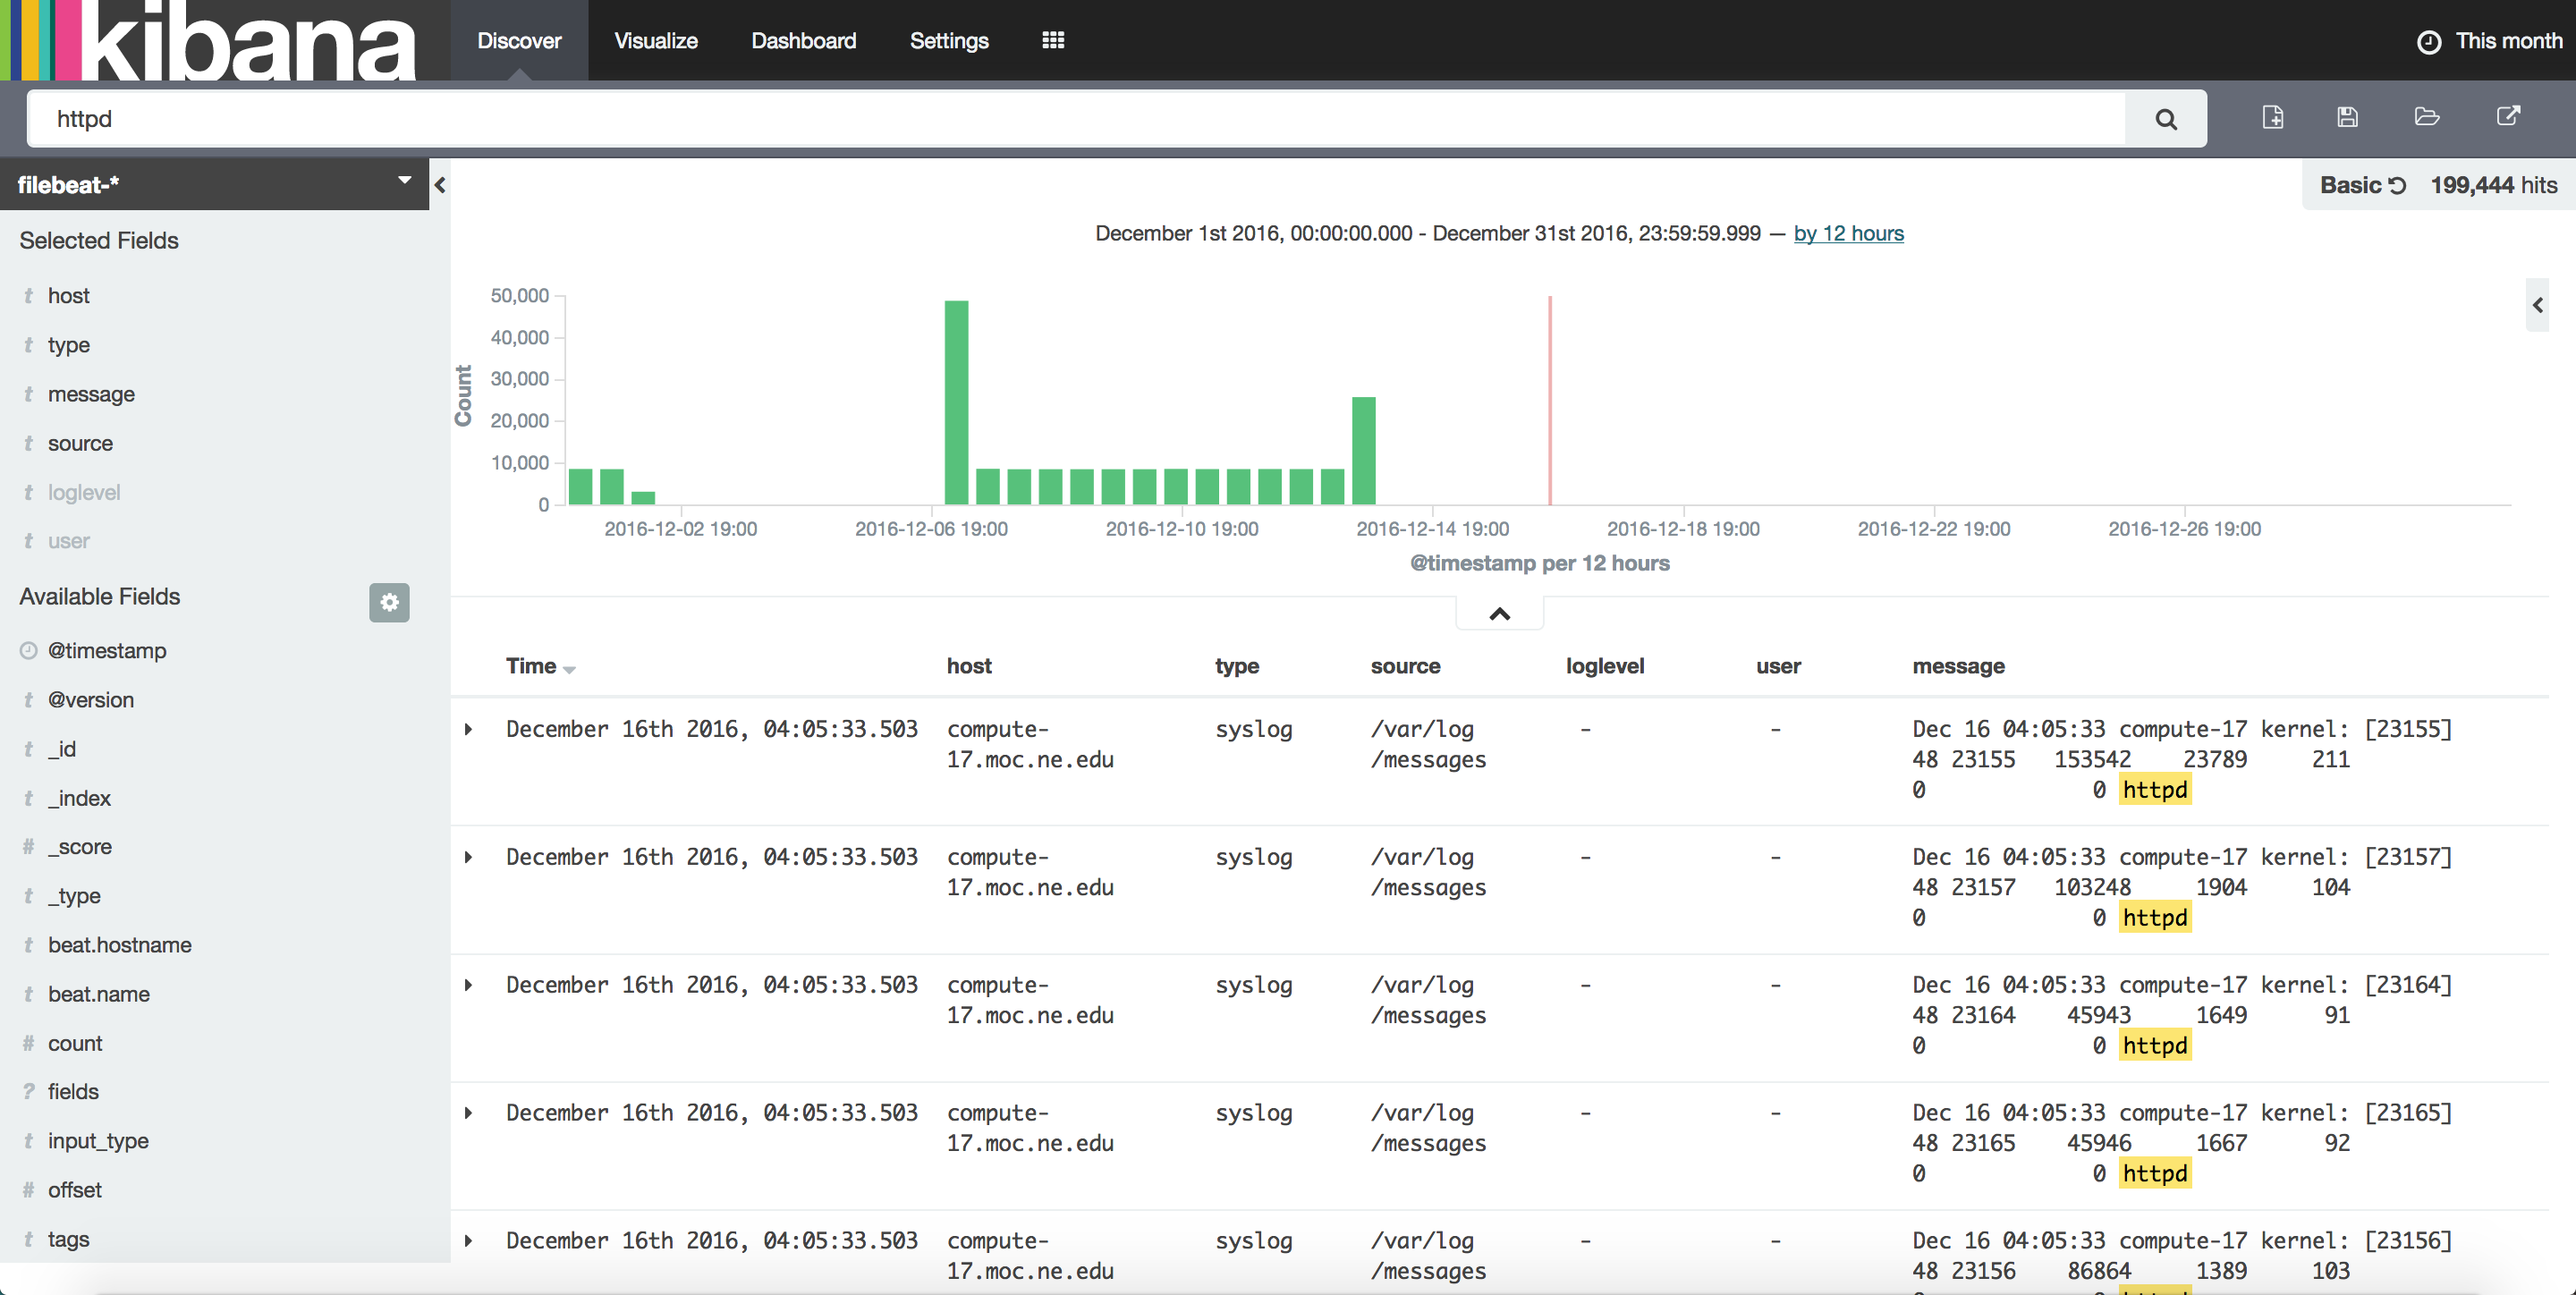 kibana
Discover
Visualize
Dashboard
Settings
This month
httpd
filebeat-*
Basic
199,444 hits
Selected Fields
t host
t type
t message
t source
t loglevel
t user
Available Fields
@timestamp
t @version
t _id
t _index
# _score
t _type
t beat.hostname
t beat.name
# count
? fields
t input_type
# offset
t tags
December 1st 2016, 00:00:00.000 - December 31st 2016, 23:59:59.999 — by 12 hours
Count
50,000
40,000
30,000
20,000
10,000
0
2016-12-02 19:00
2016-12-06 19:00
2016-12-10 19:00
2016-12-14 19:00
2016-12-18 19:00
2016-12-22 19:00
2016-12-26 19:00
@timestamp per 12 hours
Time host type source loglevel user message
December 16th 2016, 04:05:33.503 compute- syslog /var/log - - Dec 16 04:05:33 compute-17 kernel: [23155]
17.moc.ne.edu /messages 48 23155 153542 23789 211
0 0 httpd
December 16th 2016, 04:05:33.503 compute- syslog /var/log - - Dec 16 04:05:33 compute-17 kernel: [23157]
17.moc.ne.edu /messages 48 23157 103248 1904 104
0 0 httpd
December 16th 2016, 04:05:33.503 compute- syslog /var/log - - Dec 16 04:05:33 compute-17 kernel: [23164]
17.moc.ne.edu /messages 48 23164 45943 1649 91
0 0 httpd
December 16th 2016, 04:05:33.503 compute- syslog /var/log - - Dec 16 04:05:33 compute-17 kernel: [23165]
17.moc.ne.edu /messages 48 23165 45946 1667 92
0 0 httpd
December 16th 2016, 04:05:33.503 compute- syslog /var/log - - Dec 16 04:05:33 compute-17 kernel: [23156]
17.moc.ne.edu /messages 48 23156 86864 1389 103